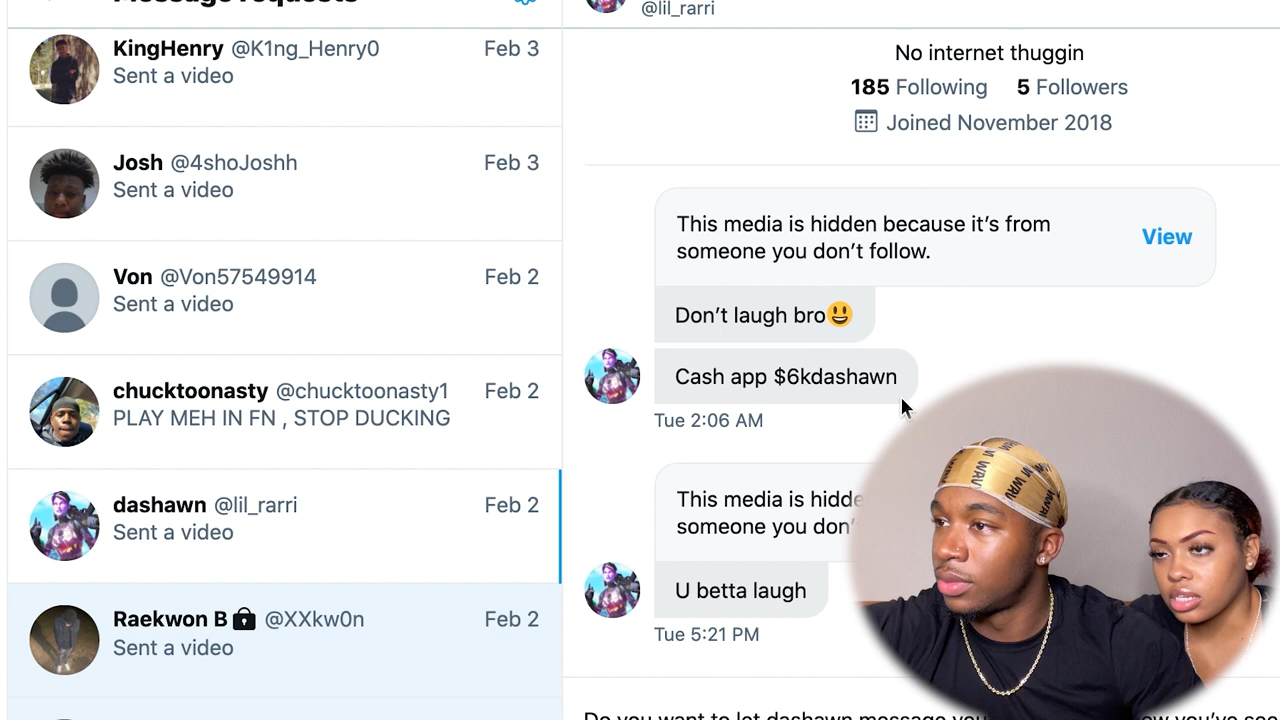 Message requests
KingHenry @K1ng_Henry0 Feb 3
Sent a video
Josh @4shoJoshh Feb 3
Sent a video
Von @Von57549914 Feb 2
Sent a video
chucktoonasty @chucktoonasty1 Feb 2
PLAY MEH IN FN , STOP DUCKING
dashawn @lil_rarri Feb 2
Sent a video
Raekwon B @XXkw0n Feb 2
Sent a video
@lil_rarri
No internet thuggin
185 Following 5 Followers
Joined November 2018
This media is hidden because it’s from
someone you don’t follow.
View
Don’t laugh bro😃
Cash app $6kdashawn
Tue 2:06 AM
This media is hidde
someone you don’
U betta laugh
Tue 5:21 PM
Do you want to let dashawn message you